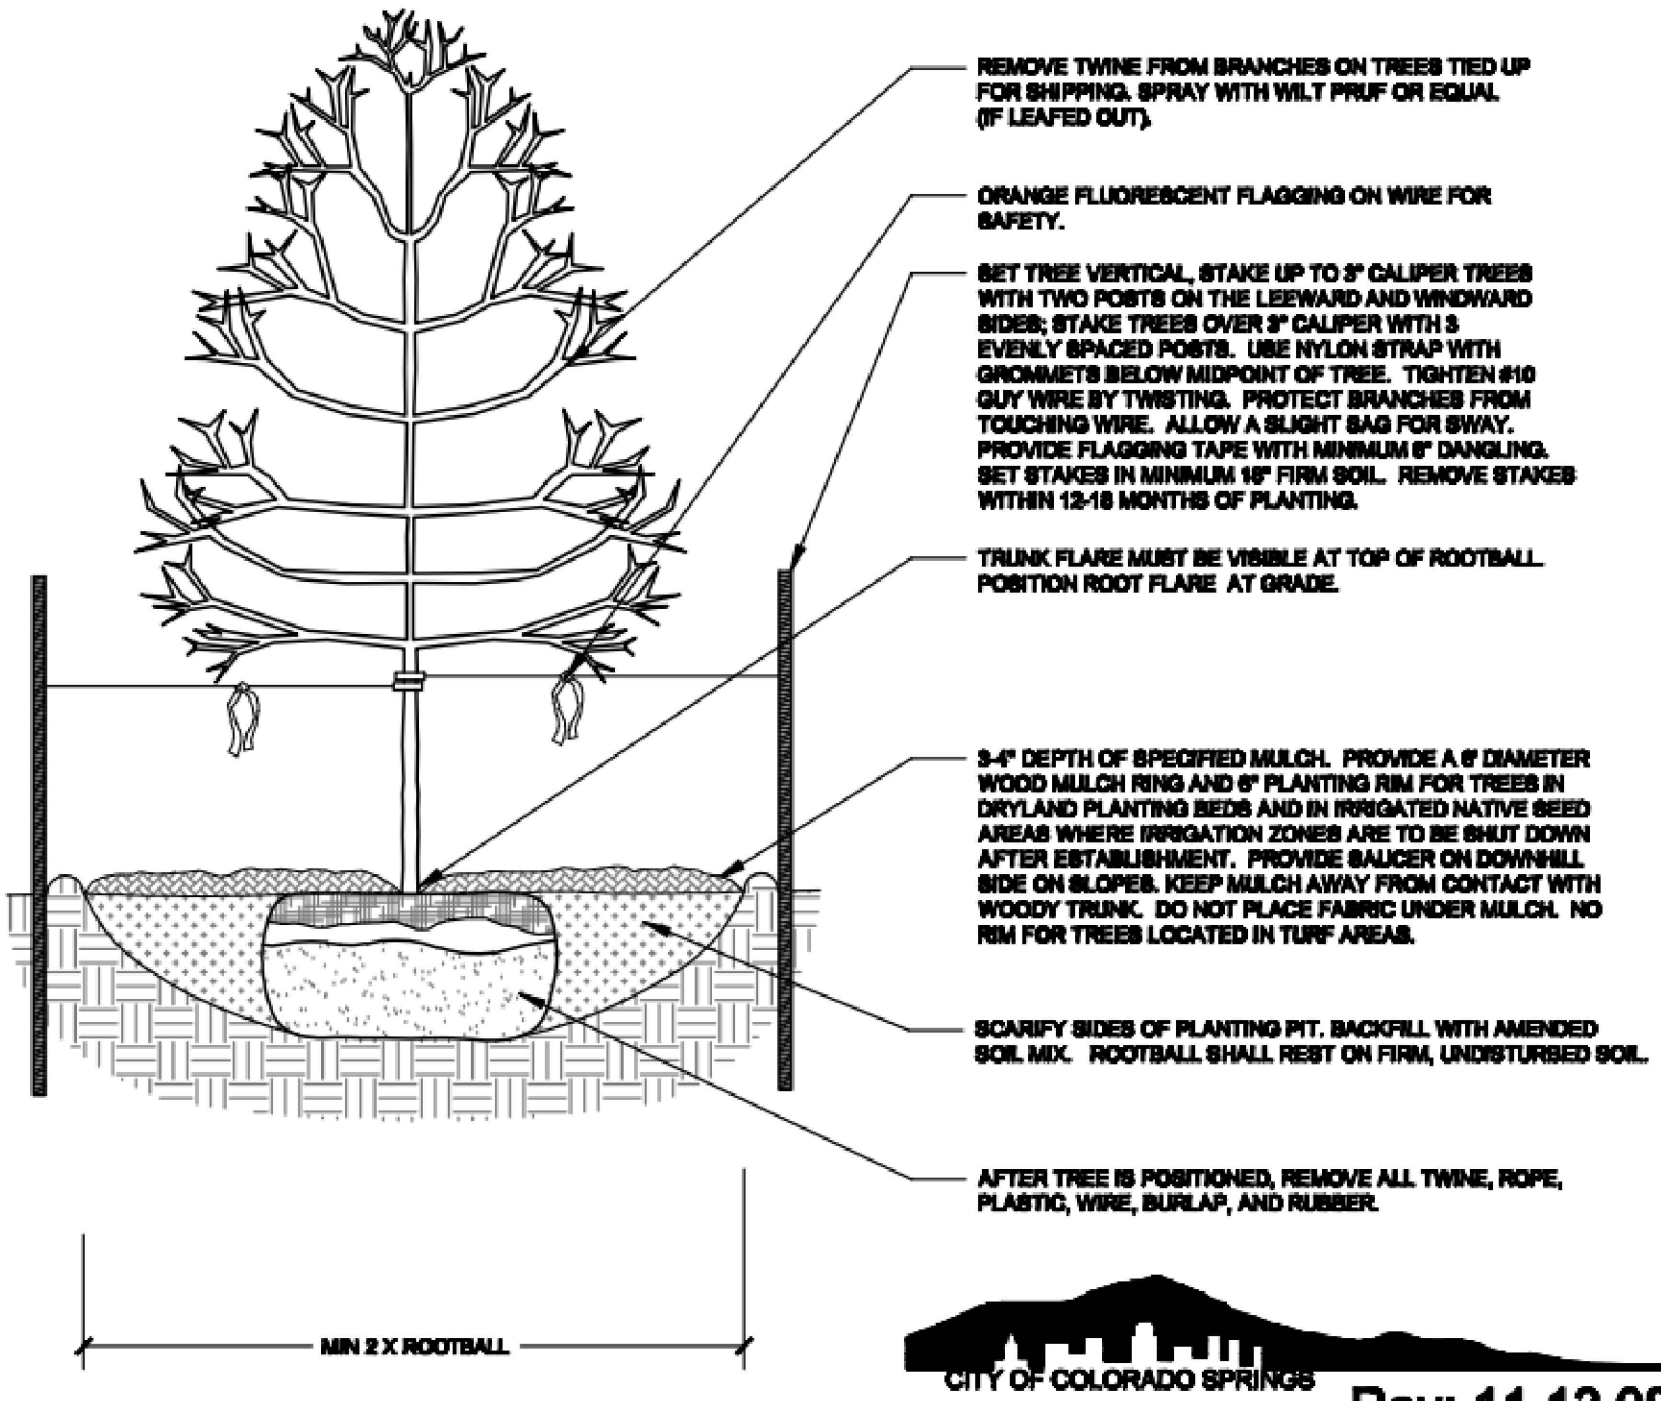 REMOVE TWINE FROM BRANCHES ON TREES TIED UP
FOR SHIPPING. SPRAY WITH WILT PRUF OR EQUAL
(IF LEAFED OUT).
ORANGE FLUORESCENT FLAGGING ON WIRE FOR
SAFETY.
SET TREE VERTICAL, STAKE UP TO 3" CALIPER TREES
WITH TWO POSTS ON THE LEEWARD AND WINDWARD
SIDES; STAKE TREES OVER 3" CALIPER WITH 3
EVENLY SPACED POSTS. USE NYLON STRAP WITH
GROMMETS BELOW MIDPOINT OF TREE. TIGHTEN #10
GUY WIRE BY TWISTING. PROTECT BRANCHES FROM
TOUCHING WIRE. ALLOW A SLIGHT SAG FOR SWAY.
PROVIDE FLAGGING TAPE WITH MINIMUM 6" DANGLING.
SET STAKES IN MINIMUM 18" FIRM SOIL. REMOVE STAKES
WITHIN 12-18 MONTHS OF PLANTING.
TRUNK FLARE MUST BE VISIBLE AT TOP OF ROOTBALL
POSITION ROOT FLARE AT GRADE.
3-4" DEPTH OF SPECIFIED MULCH. PROVIDE A 6' DIAMETER
WOOD MULCH RING AND 6" PLANTING RIM FOR TREES IN
DRYLAND PLANTING BEDS AND IN IRRIGATED NATIVE SEED
AREAS WHERE IRRIGATION ZONES ARE TO BE SHUT DOWN
AFTER ESTABLISHMENT. PROVIDE SAUCER ON DOWNHILL
SIDE ON SLOPES. KEEP MULCH AWAY FROM CONTACT WITH
WOODY TRUNK. DO NOT PLACE FABRIC UNDER MULCH. NO
RIM FOR TREES LOCATED IN TURF AREAS.
SCARIFY SIDES OF PLANTING PIT. BACKFILL WITH AMENDED
SOIL MIX. ROOTBALL SHALL REST ON FIRM, UNDISTURBED SOIL.
AFTER TREE IS POSITIONED, REMOVE ALL TWINE, ROPE,
PLASTIC, WIRE, BURLAP, AND RUBBER.
MIN 2 X ROOTBALL
CITY OF COLORADO SPRINGS